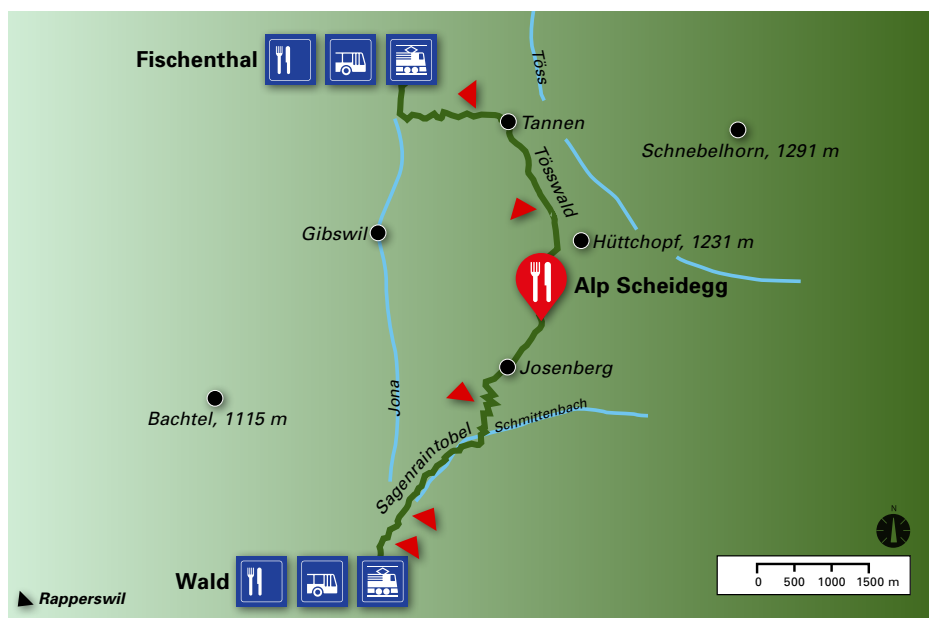 Fischenthal
Töss
Tannen
Schnebelhorn, 1291 m
Tösswald
Gibswil
Hüttchopf, 1231 m
Alp Scheidegg
Josenberg
Jona
Bachtel, 1115 m
Schmittenbach
Sagenraintobel
N
Wald
0 500 1000 1500 m
Rapperswil